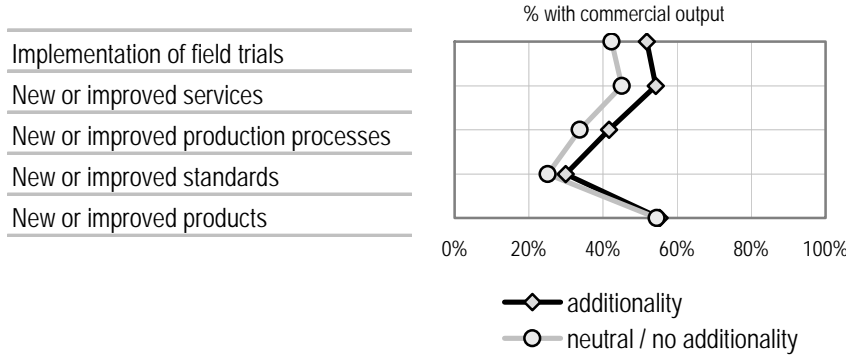 % with commercial output
Implementation of field trials
New or improved services
New or improved production processes
New or improved standards
New or improved products
0% 20% 40% 60% 80% 100%
additionality
neutral / no additionality